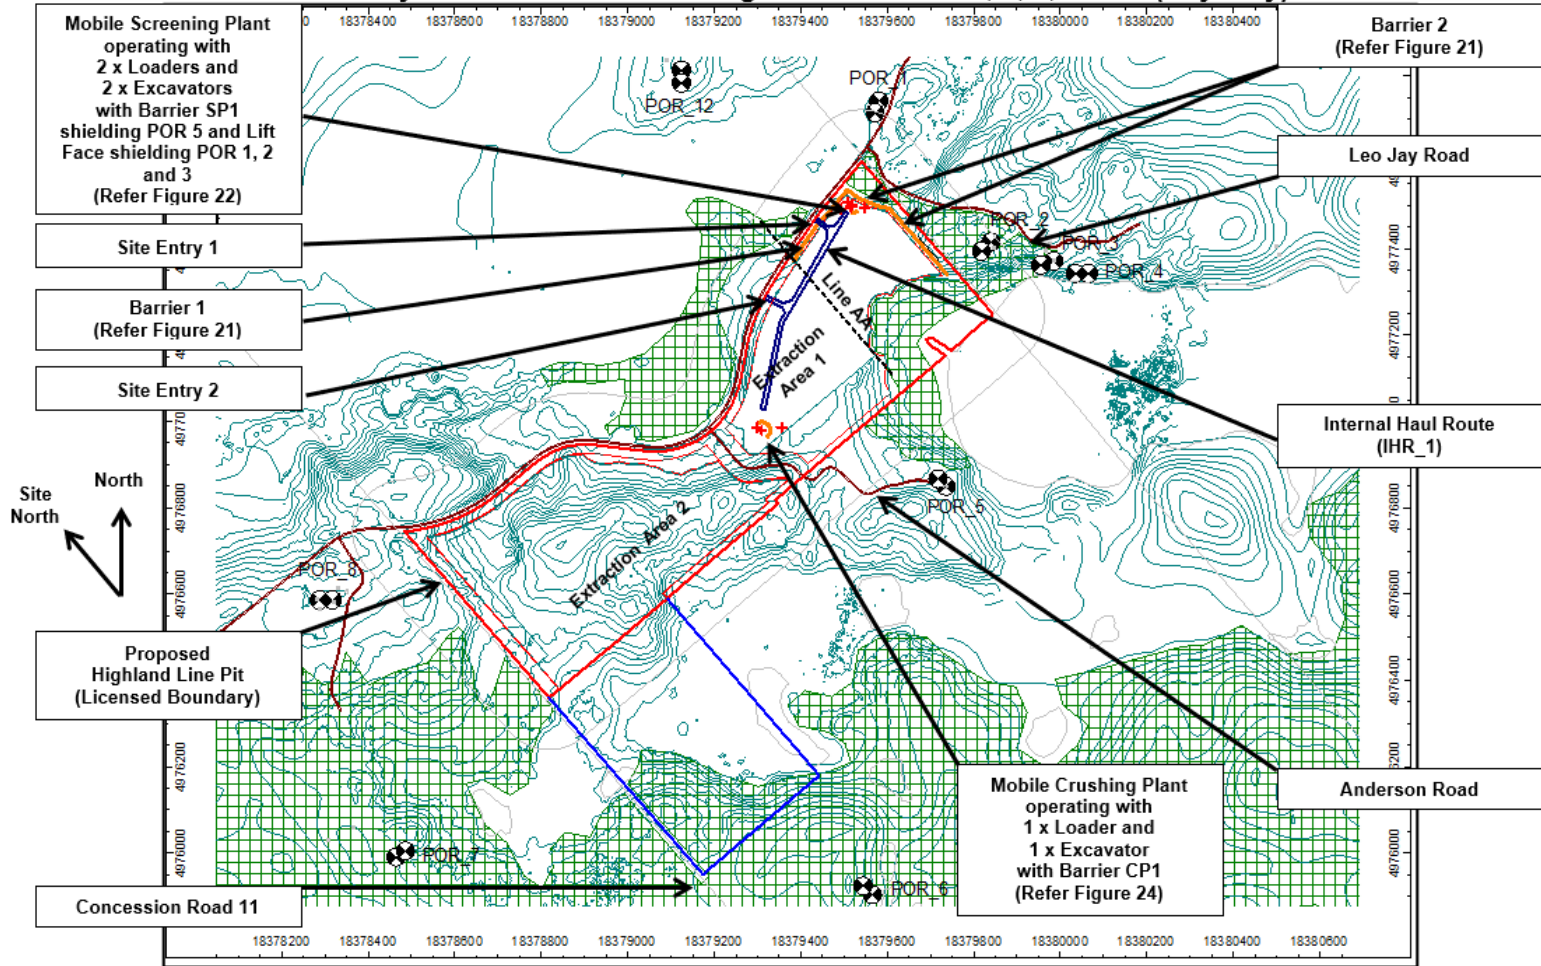 18378400
18378600
18378800
18379000
18379200
18379400
18379600
18379800
18380000
18380200
18380400
Mobile Screening Plant
operating with
2 x Loaders and
2 x Excavators
with Barrier SP1
shielding POR 5 and Lift
Face shielding POR 1, 2
and 3
(Refer Figure 22)
Barrier 2
(Refer Figure 21)
POR_12
POR_1
Leo Jay Road
Site Entry 1
POR_2
POR_3
POR_4
4977400
Barrier 1
(Refer Figure 21)
Line AA
4977200
Site Entry 2
Extraction
Area 1
Internal Haul Route
(IHR_1)
Site
North
North
4976800
POR_5
4976800
Extraction Area 2
POR_8
4976600
4976600
Proposed
Highland Line Pit
(Licensed Boundary)
4976400
4976200
Mobile Crushing Plant
operating with
1 x Loader and
1 x Excavator
with Barrier CP1
(Refer Figure 24)
Anderson Road
4976000
4976000
POR_7
POR_6
Concession Road 11
18378200
18378400
18378600
18378800
18379000
18379200
18379400
18379600
18379800
18380000
18380200
18380400
18380600